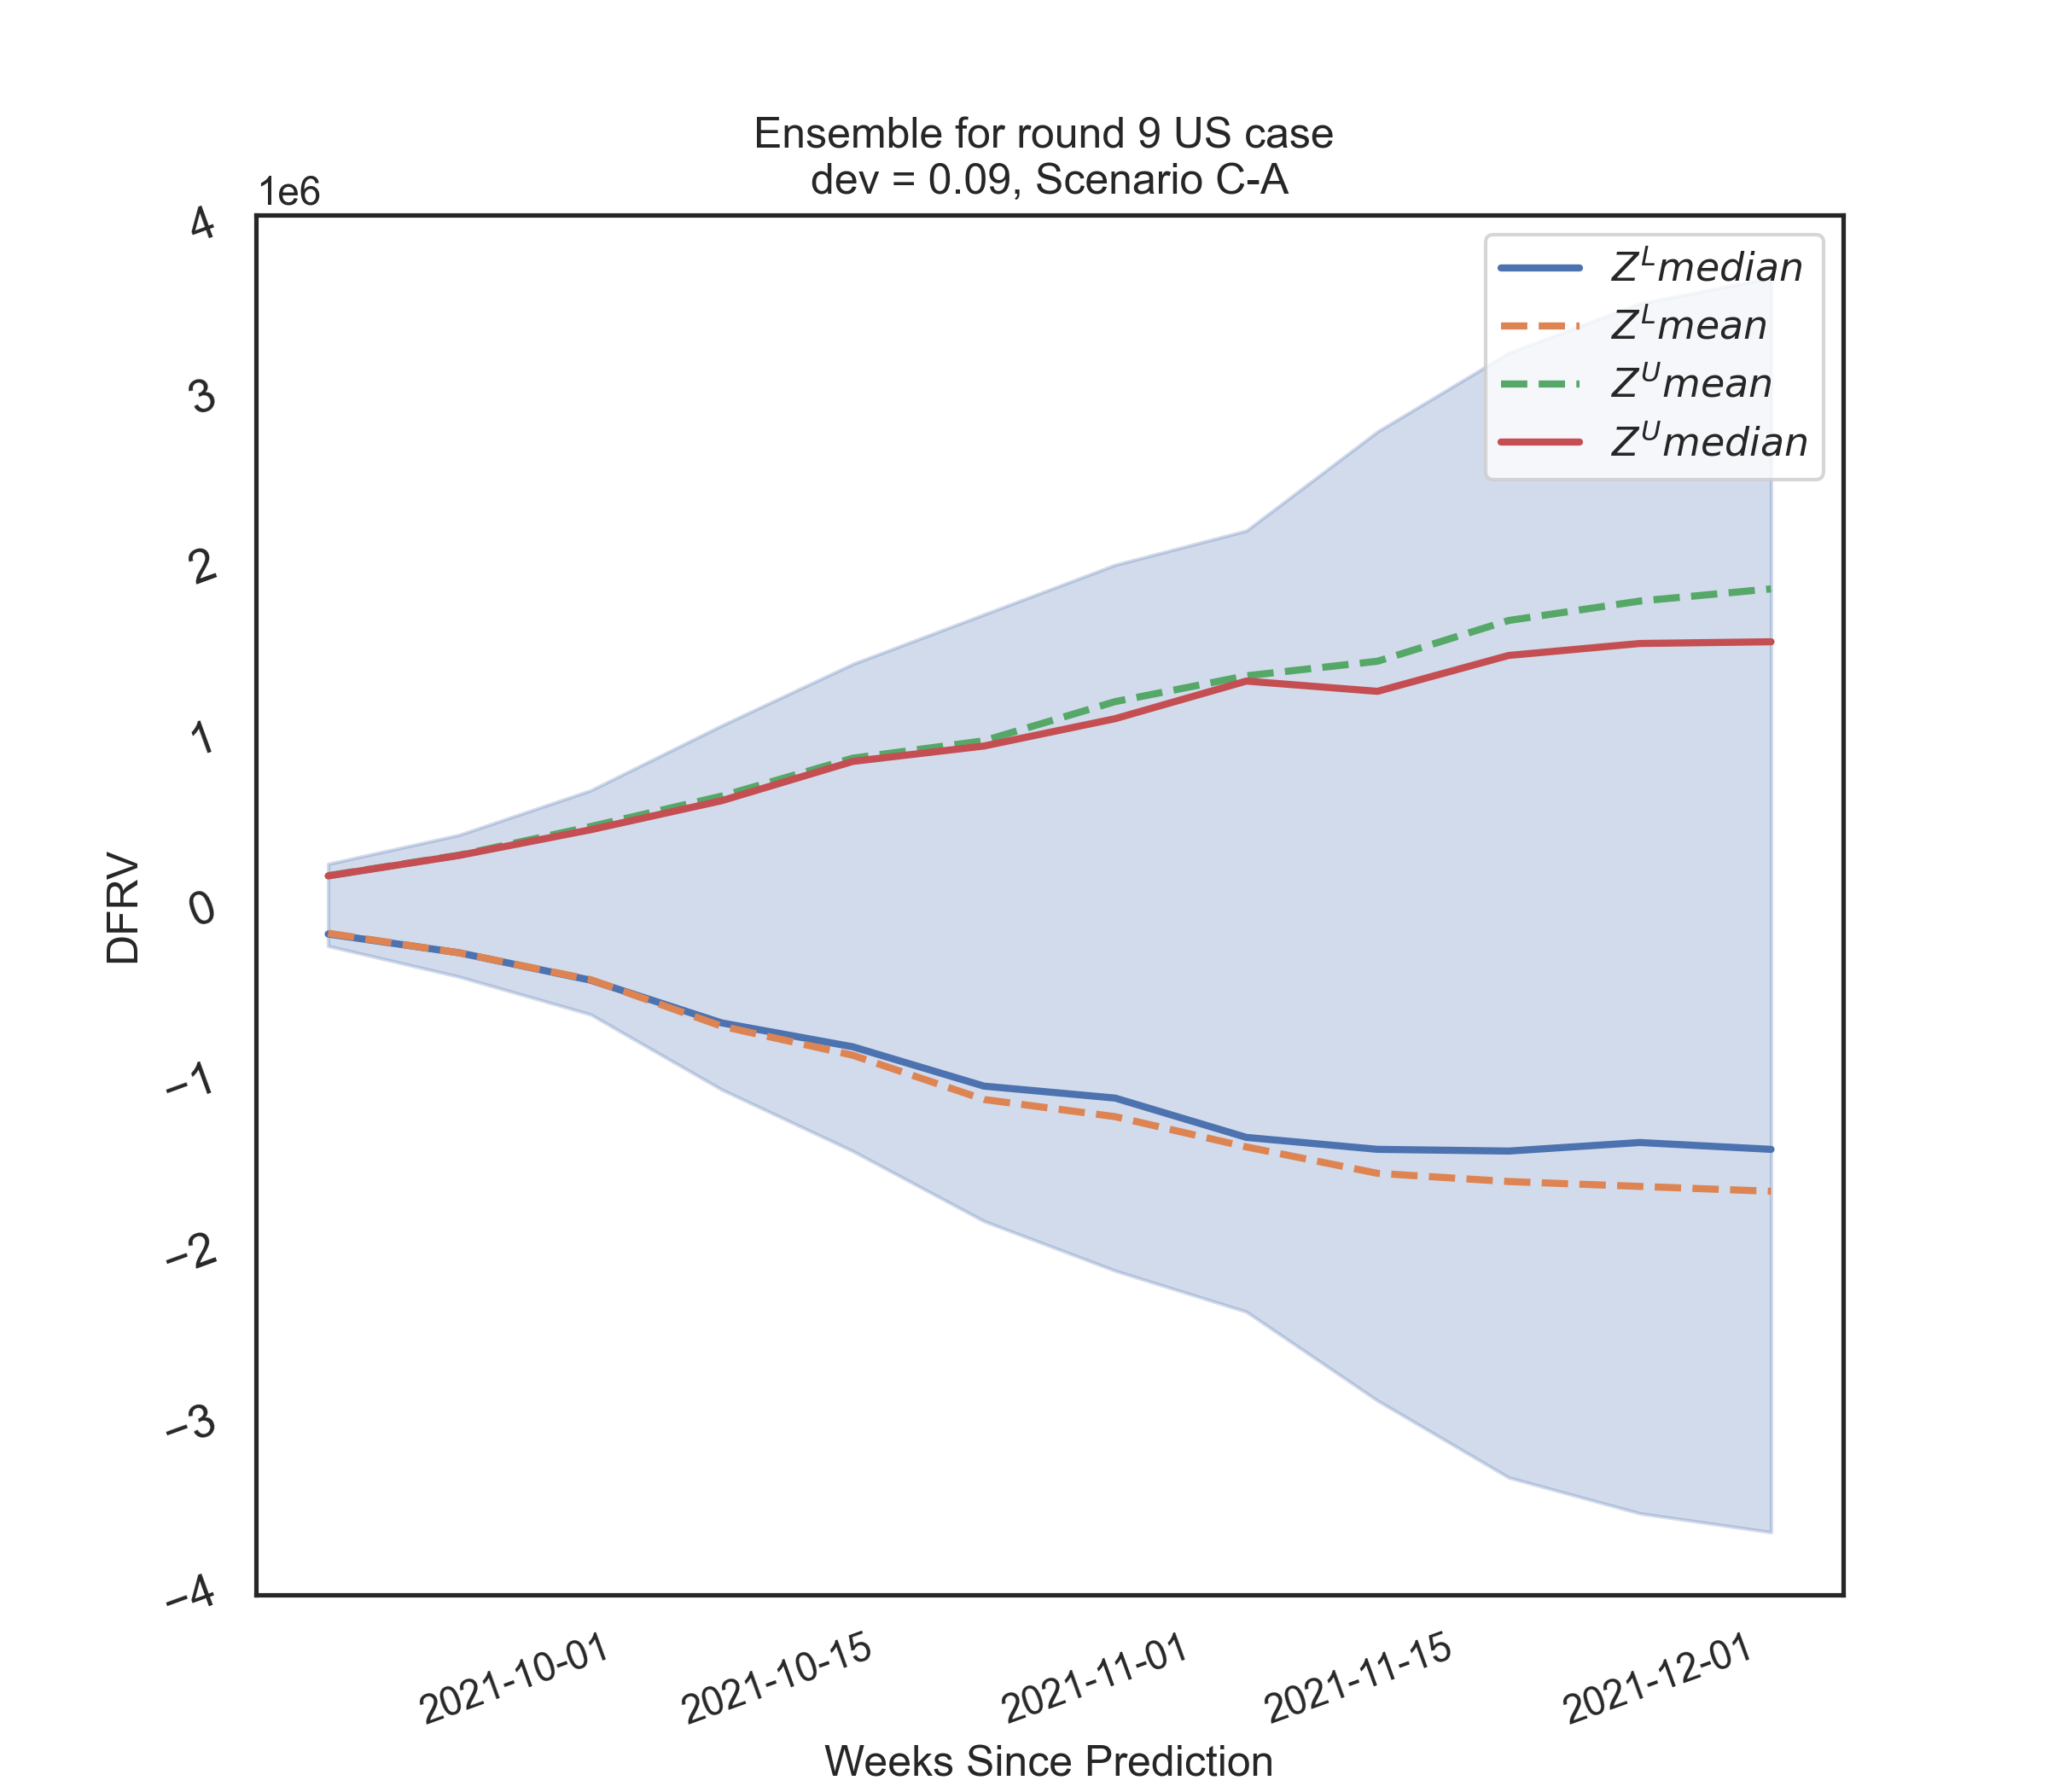 Ensemble for round 9 US case
dev = 0.09, Scenario C-A
1e6
4
3
2
1
0
−1
−2
−3
−4
DFRV
Z^L median
Z^L mean
Z^U mean
Z^U median
2021-10-01
2021-10-15
2021-11-01
2021-11-15
2021-12-01
Weeks Since Prediction